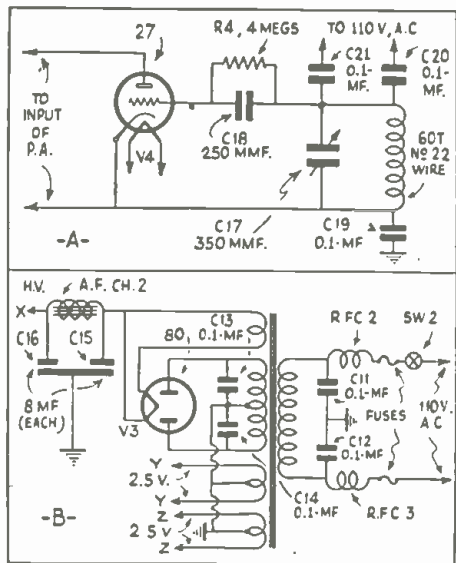 27
R4, 4 MEGS
TO 110 V, A.C
C21
0.1-
MF.
C20
0.1-
MF.
TO
INPUT
OF
P.A.
V4
C18
250 MMF.
60T
No 22
WIRE
C17
350 MMF.
C19
0.1-MF
-A-
H.V.
A.F. CH.2
X
C16
C15
8 MF
(EACH)
80,
C13
0.1-MF.
V3
RFC 2
SW 2
C11
0.1-MF
FUSES
110V.
A C
C12
0.1-MF
Y
2.5 V.
Y
Z
2 5 V
Z
C14
0.1-MF
R.F.C 3
-B-